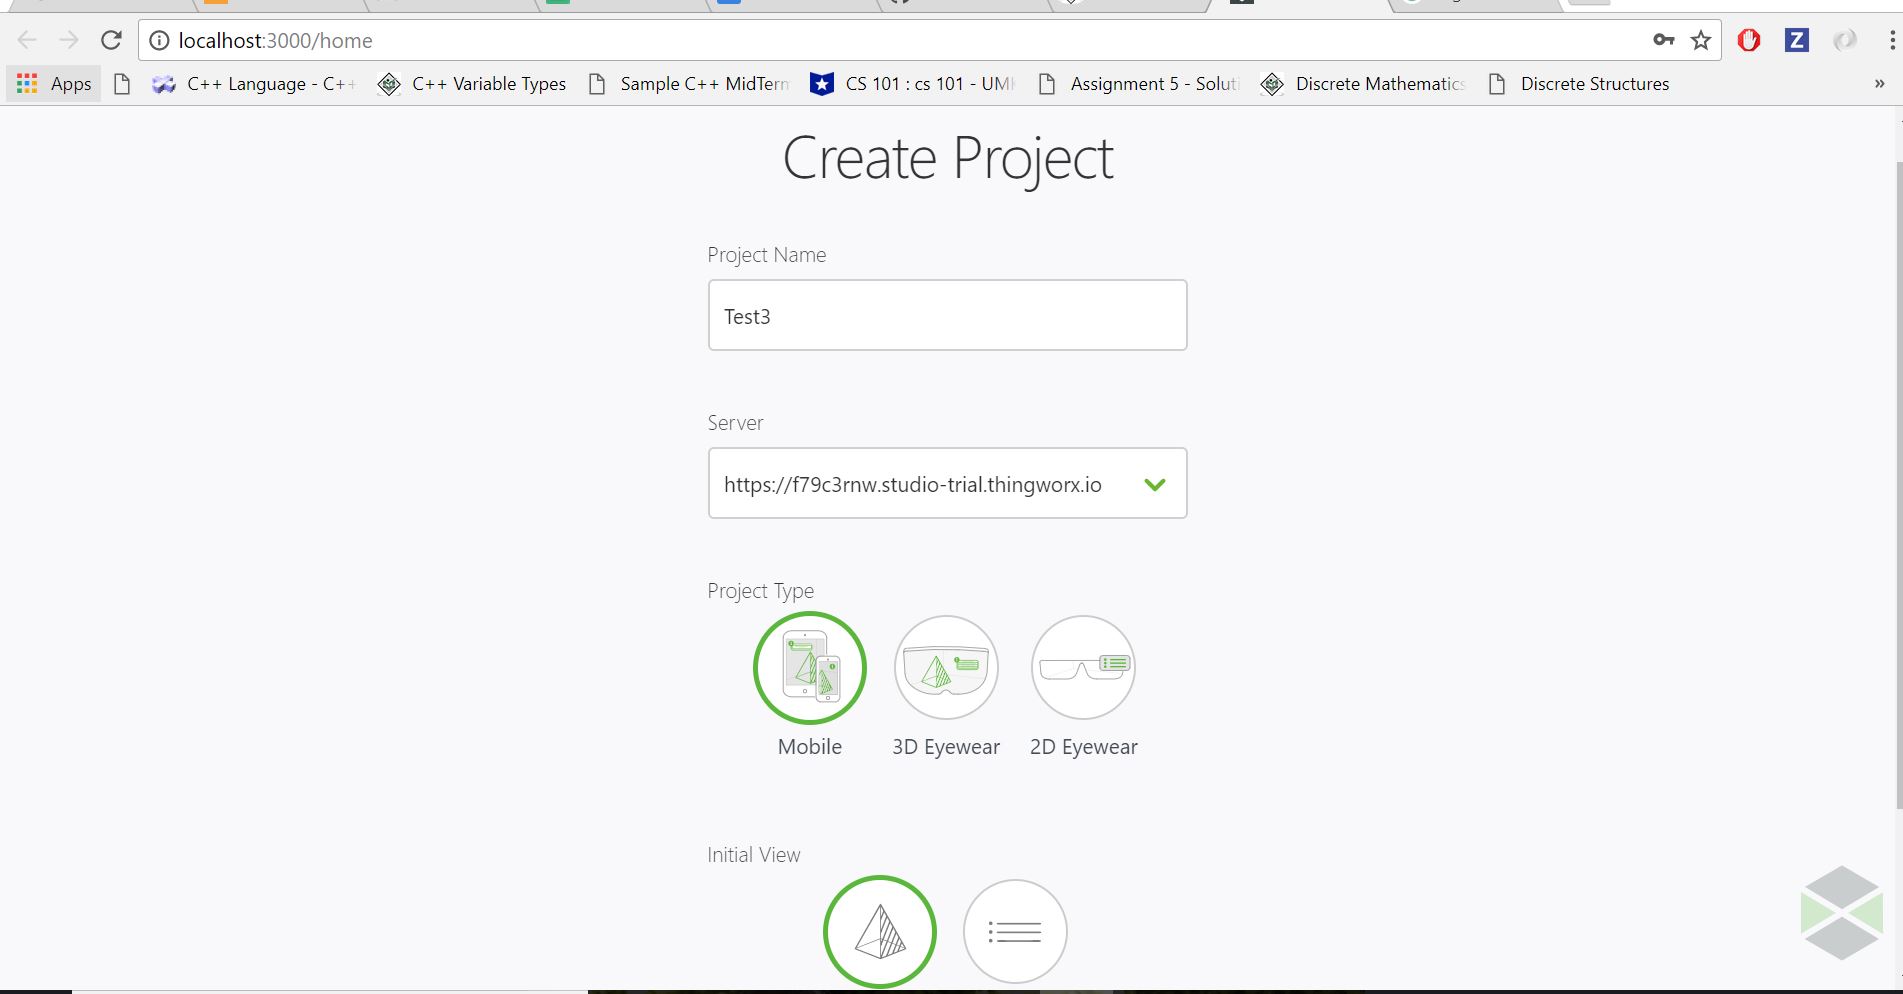 localhost:3000/home
Apps C++ Language - C++ C++ Variable Types Sample C++ MidTerm CS 101 : cs 101 - UM Assignment 5 - Soluti Discrete Mathematics Discrete Structures »
Create Project
Project Name
Test3
Server
https://f79c3rnw.studio-trial.thingworx.io
Project Type
Mobile 3D Eyewear 2D Eyewear
Initial View